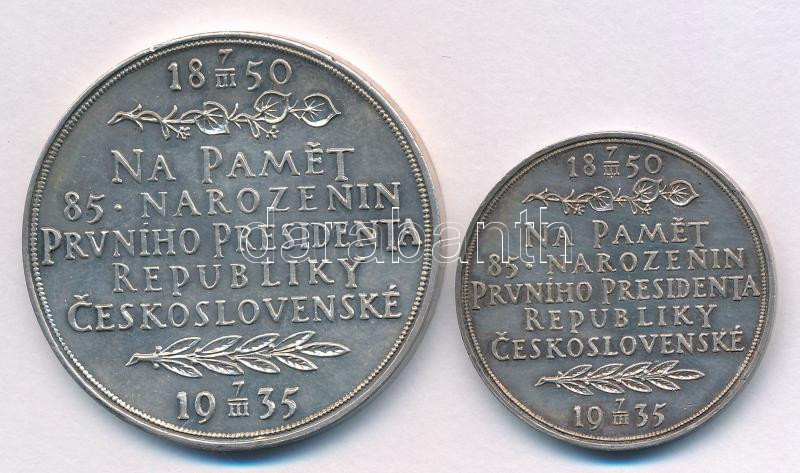 18 7/III 50
NA PAMĚT
85. NAROZENIN
PRVNÍHO PRESIDENTA
REPUBLIKY
ČESKOSLOVENSKÉ
19 7/III 35
18 7/III 50
NA PAMĚT
85. NAROZENIN
PRVNÍHO PRESIDENTA
REPUBLIKY
ČESKOSLOVENSKÉ
19 7/III 35
darabanth